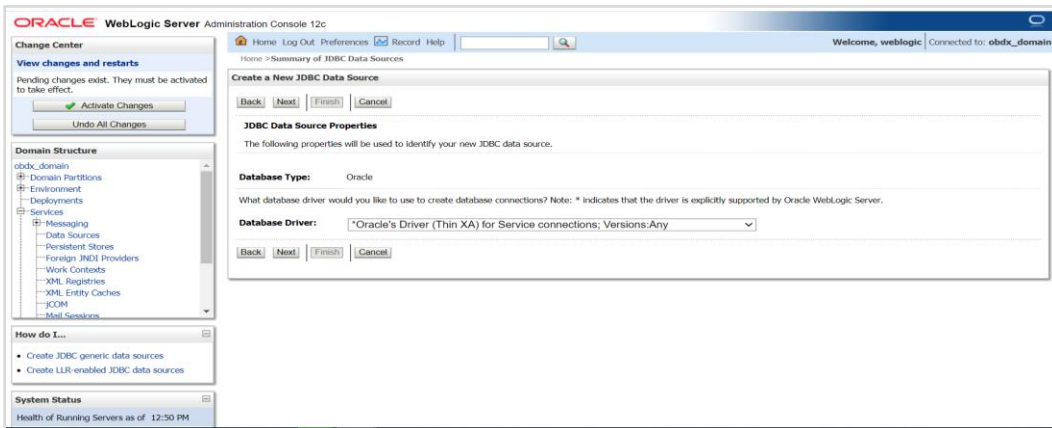 ORACLE WebLogic Server Administration Console 12c
Change Center
View changes and restarts
Pending changes exist. They must be activated
to take effect.
Activate Changes
Undo All Changes
Domain Structure
obdx_domain
Domain Partitions
Environment
Deployments
Services
Messaging
Data Sources
Persistent Stores
Foreign JNDI Providers
Work Contexts
XML Registries
XML Entity Caches
jCOM
Mail Sessions
How do I...
Create JDBC generic data sources
Create LLR-enabled JDBC data sources
System Status
Health of Running Servers as of 12:50 PM
Home Log Out Preferences Record Help
Welcome, weblogic Connected to: obdx_domain
Home >Summary of JDBC Data Sources
Create a New JDBC Data Source
Back Next Finish Cancel
JDBC Data Source Properties
The following properties will be used to identify your new JDBC data source.
Database Type: Oracle
What database driver would you like to use to create database connections? Note: * indicates that the driver is explicitly supported by Oracle WebLogic Server.
Database Driver: *Oracle's Driver (Thin XA) for Service connections; Versions:Any
Back Next Finish Cancel